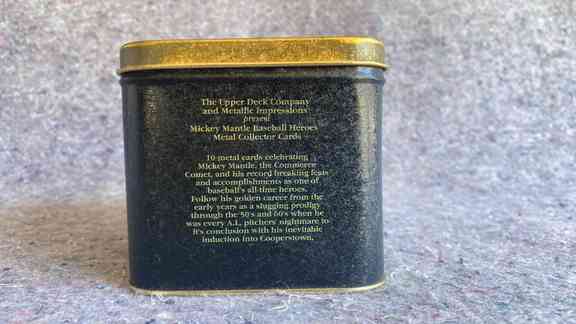 The Upper Deck Company
and Metallic Impressions
present
Mickey Mantle Baseball Heroes
Metal Collector Cards
10 metal cards celebrating
Mickey Mantle, the Commerce
Comet, and his record breaking feats
and accomplishments as one of
baseball's all-time heroes.
Follow his golden career from the
early years as a slugging prodigy
through the 50's and 60's when he
was every A.L. pitchers' nightmare to
it's conclusion with his inevitable
induction into Cooperstown.